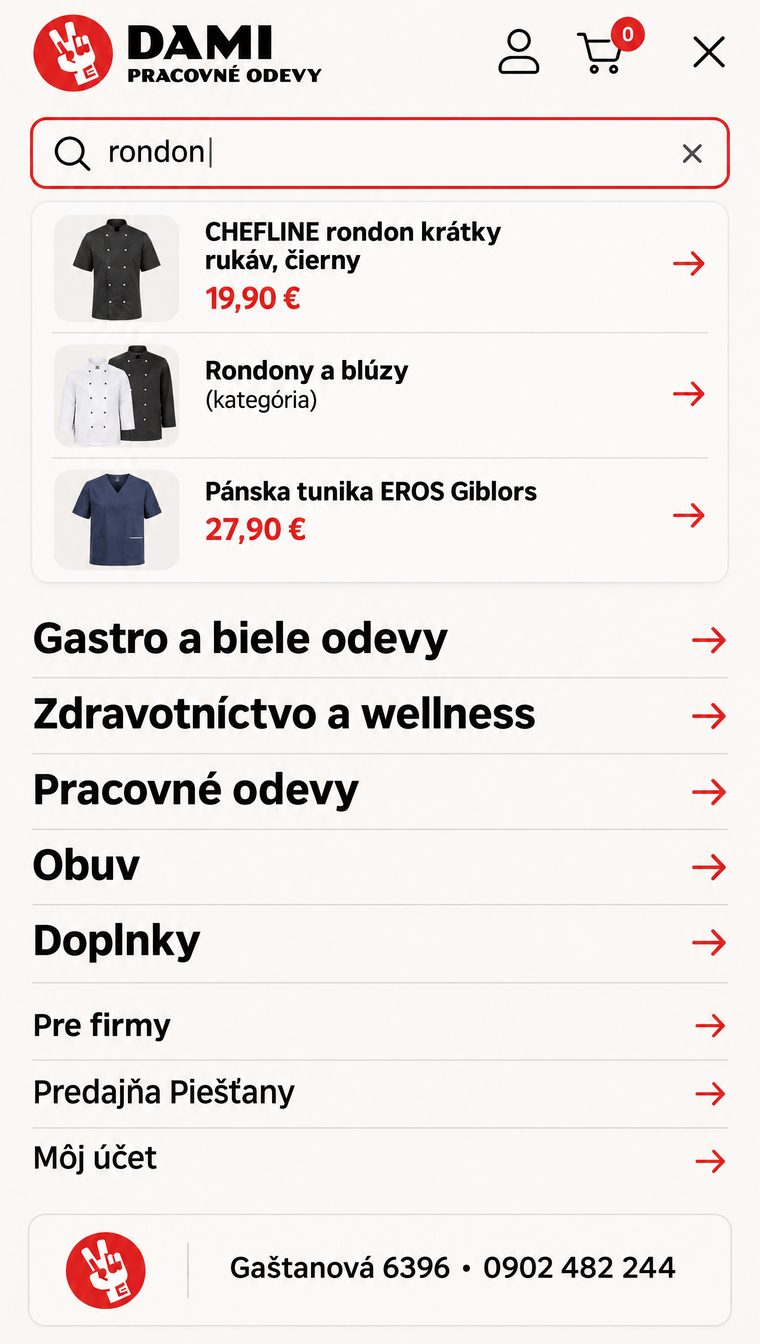 DAMI
PRACOVNÉ ODEVY
0
rondon
CHEFLINE rondon krátky
rukáv, čierny
19,90 €
Rondony a blúzy
(kategória)
Pánska tunika EROS Giblors
27,90 €
Gastro a biele odevy
Zdravotníctvo a wellness
Pracovné odevy
Obuv
Doplnky
Pre firmy
Predajňa Piešťany
Môj účet
Gaštanová 6396 • 0902 482 244